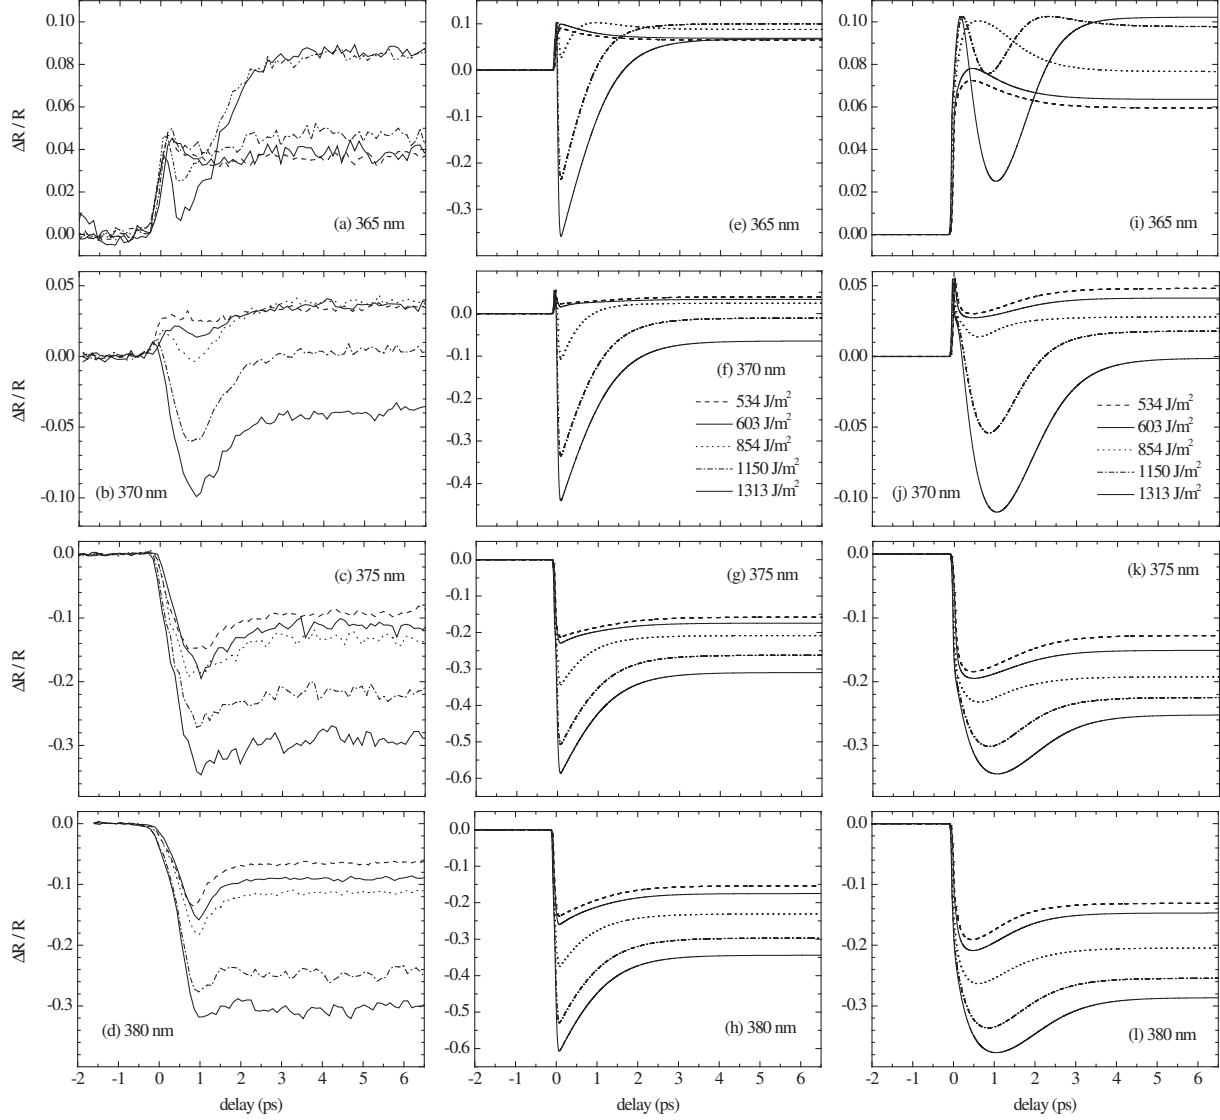 0.10
0.08
0.06
0.04
0.02
0.00
ΔR / R
(a) 365 nm
0.1
0.0
-0.1
-0.2
-0.3
(e) 365 nm
0.10
0.08
0.06
0.04
0.02
0.00
ΔR / R
(i) 365 nm
0.05
0.00
-0.05
-0.10
ΔR / R
(b) 370 nm
0.1
0.0
-0.1
-0.2
-0.3
-0.4
-0.5
(f) 370 nm
534 J/m²
603 J/m²
854 J/m²
1150 J/m²
1313 J/m²
0.05
0.00
-0.05
-0.10
ΔR / R
(j) 370 nm
534 J/m²
603 J/m²
854 J/m²
1150 J/m²
1313 J/m²
0.0
-0.1
-0.2
-0.3
ΔR / R
(c) 375 nm
0.0
-0.1
-0.2
-0.3
-0.4
-0.5
-0.6
(g) 375 nm
0.0
-0.1
-0.2
-0.3
ΔR / R
(k) 375 nm
0.0
-0.1
-0.2
-0.3
ΔR / R
(d) 380 nm
-2 -1 0 1 2 3 4 5 6
delay (ps)
0.0
-0.1
-0.2
-0.3
-0.4
-0.5
-0.6
(h) 380 nm
-2 -1 0 1 2 3 4 5 6
delay (ps)
0.0
-0.1
-0.2
-0.3
ΔR / R
(l) 380 nm
-2 -1 0 1 2 3 4 5 6
delay (ps)